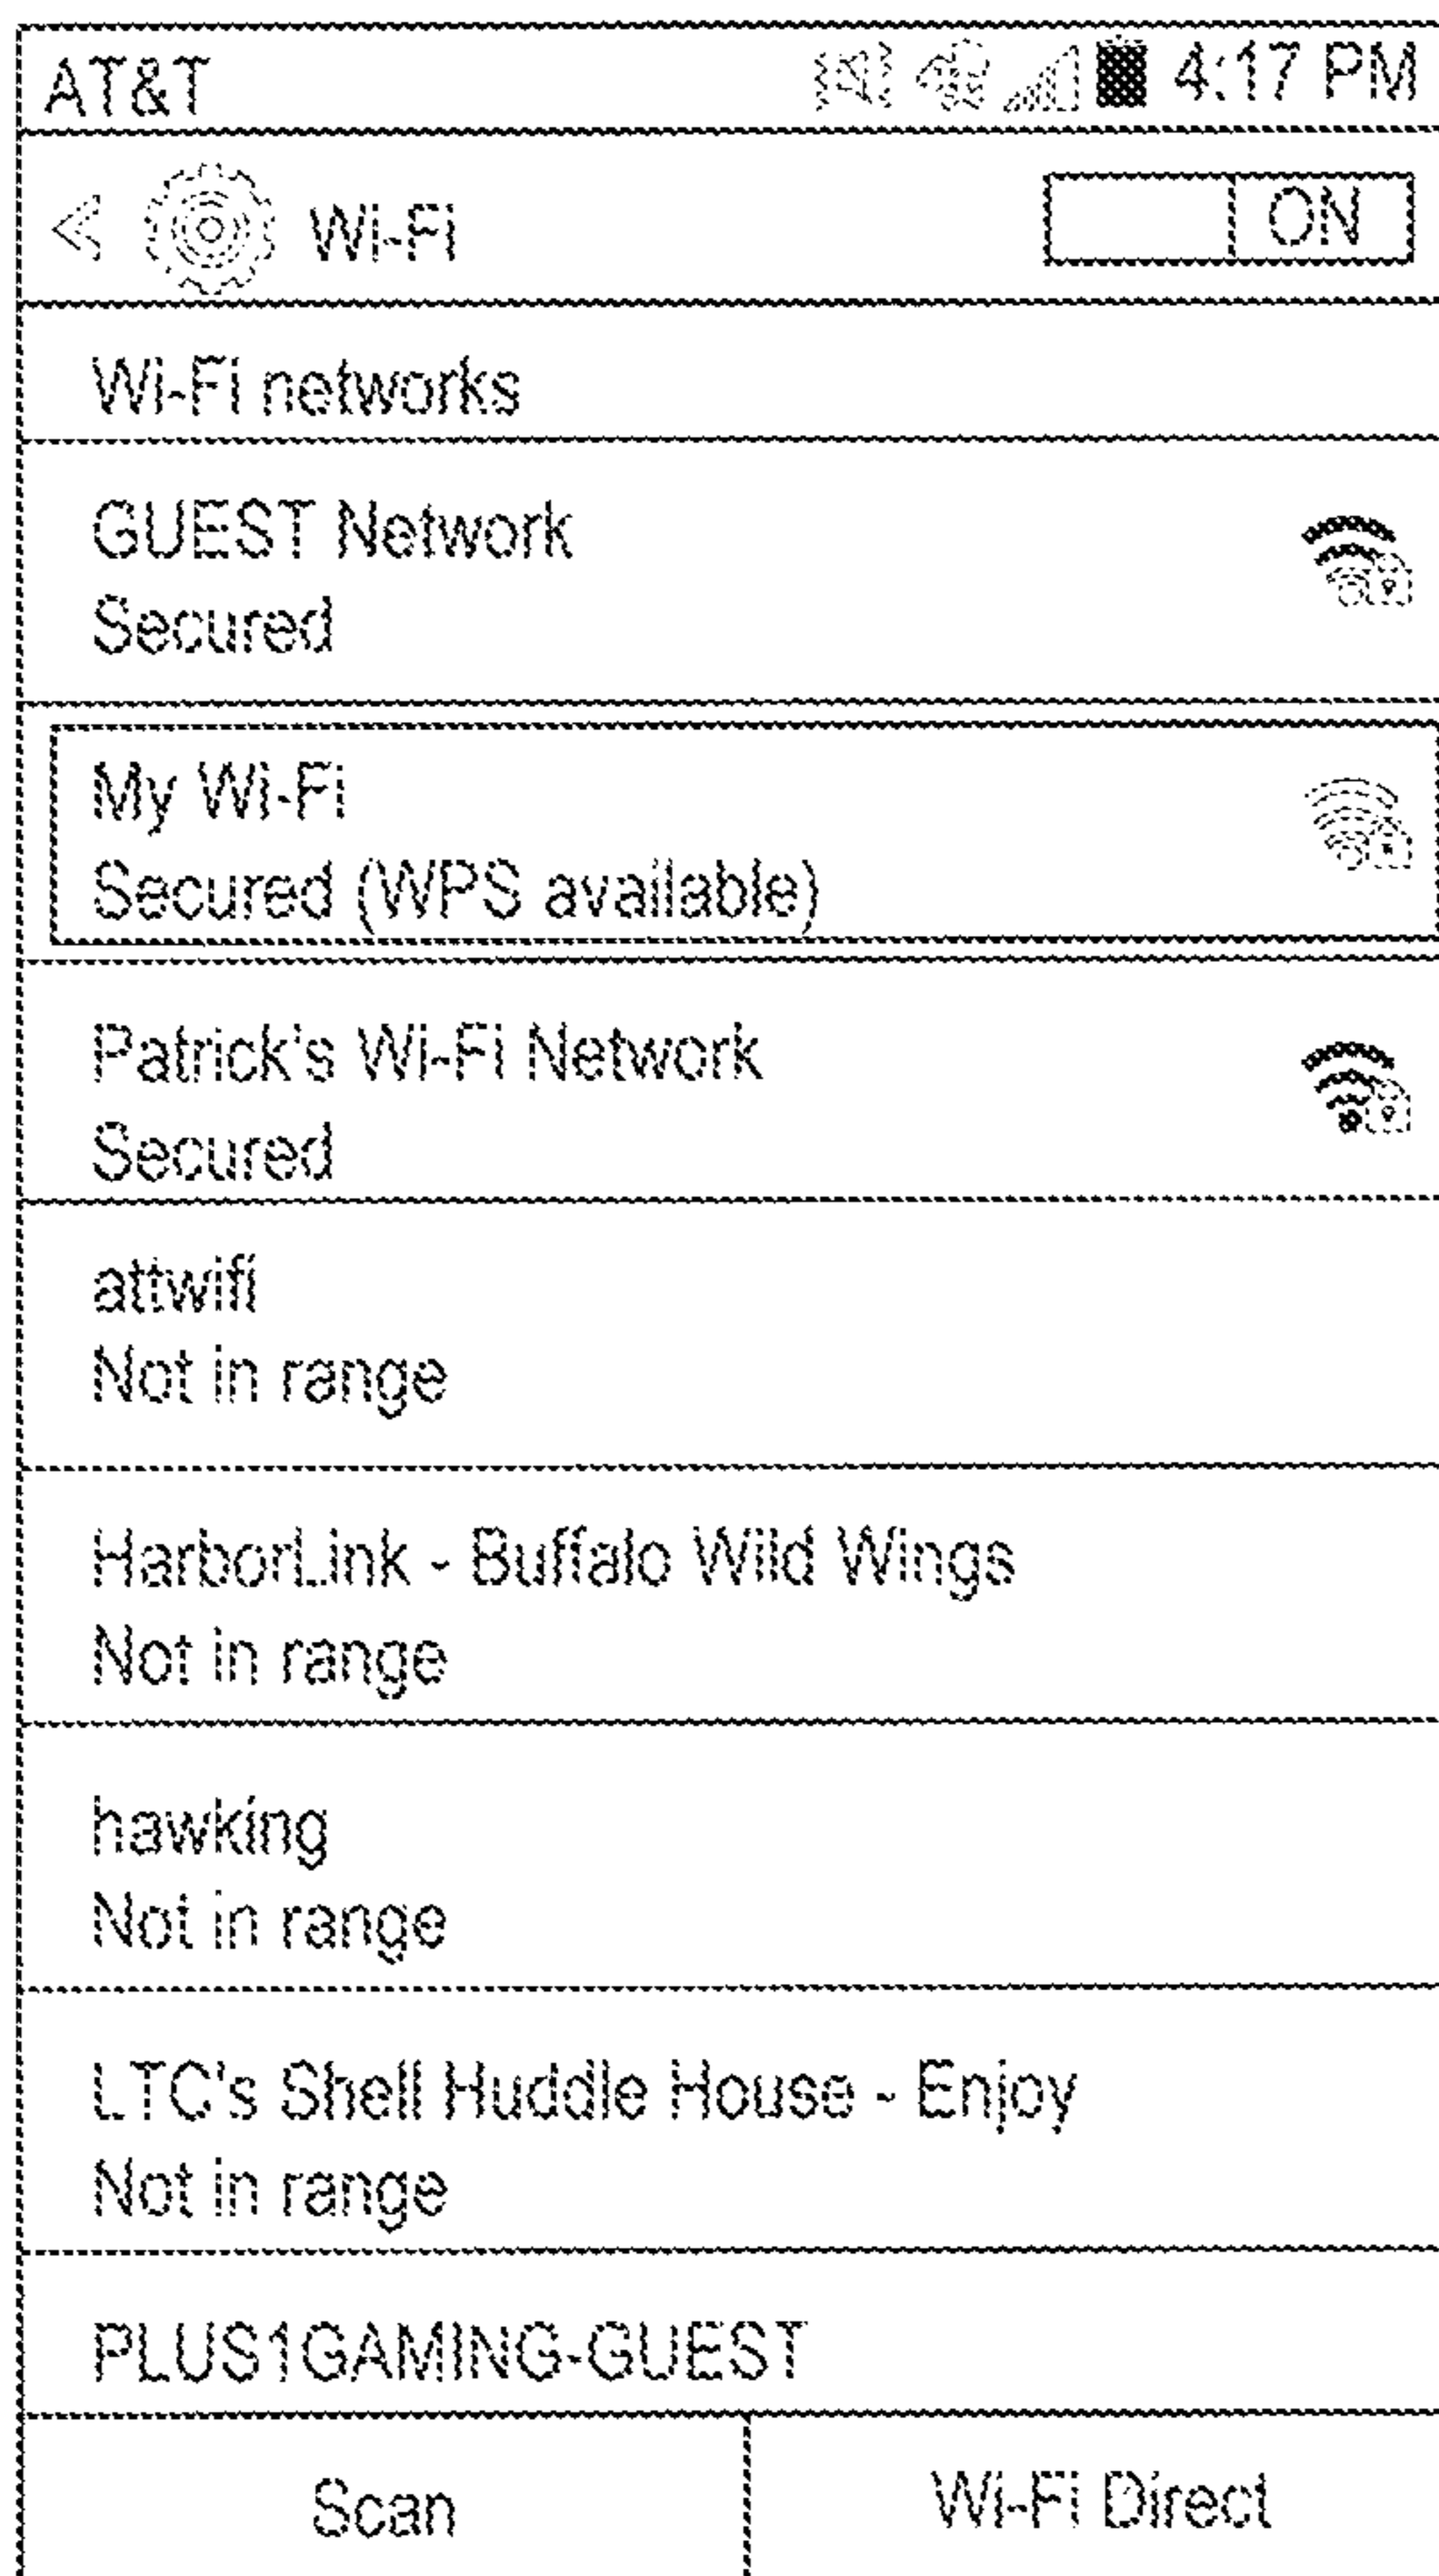 AT&T 4:17 PM
Wi-Fi ON
Wi-Fi networks
GUEST Network
Secured
My Wi-Fi
Secured (WPS available)
Patrick's Wi-Fi Network
Secured
attwifi
Not in range
HarborLink - Buffalo Wild Wings
Not in range
hawking
Not in range
LTC's Shell Huddle House - Enjoy
Not in range
PLUS1GAMING-GUEST
Scan Wi-Fi Direct